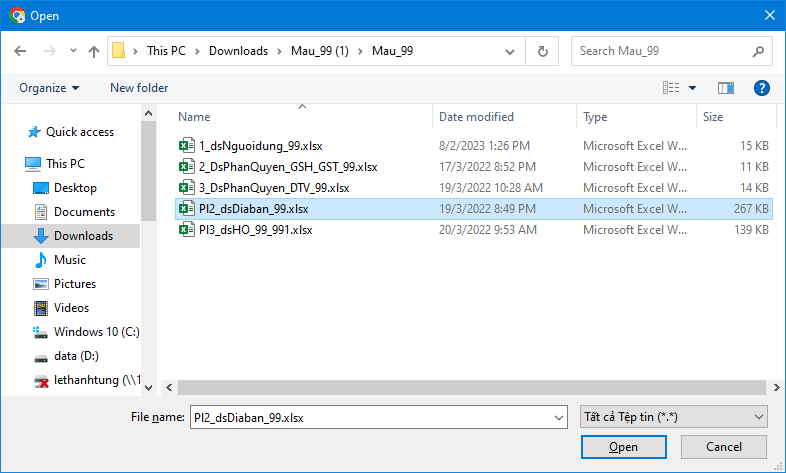 Open
This PC > Downloads > Mau_99 (1) > Mau_99
Search Mau_99
Organize
New folder
Name Date modified Type Size
Quick access
This PC
Desktop
Documents
Downloads
Music
Pictures
Videos
Windows 10 (C:)
data (D:)
lethanhtung (\\1
1_dsNguoidung_99.xlsx 8/2/2023 1:26 PM Microsoft Excel W... 15 KB
2_DsPhanQuyen_GSH_GST_99.xlsx 17/3/2022 8:52 PM Microsoft Excel W... 11 KB
3_DsPhanQuyen_DTV_99.xlsx 19/3/2022 10:28 AM Microsoft Excel W... 14 KB
PI2_dsDiaban_99.xlsx 19/3/2022 8:49 PM Microsoft Excel W... 267 KB
PI3_dsHO_99_991.xlsx 20/3/2022 9:53 AM Microsoft Excel W... 139 KB
File name: PI2_dsDiaban_99.xlsx
Tất cả Tệp tin (*.*)
Open
Cancel